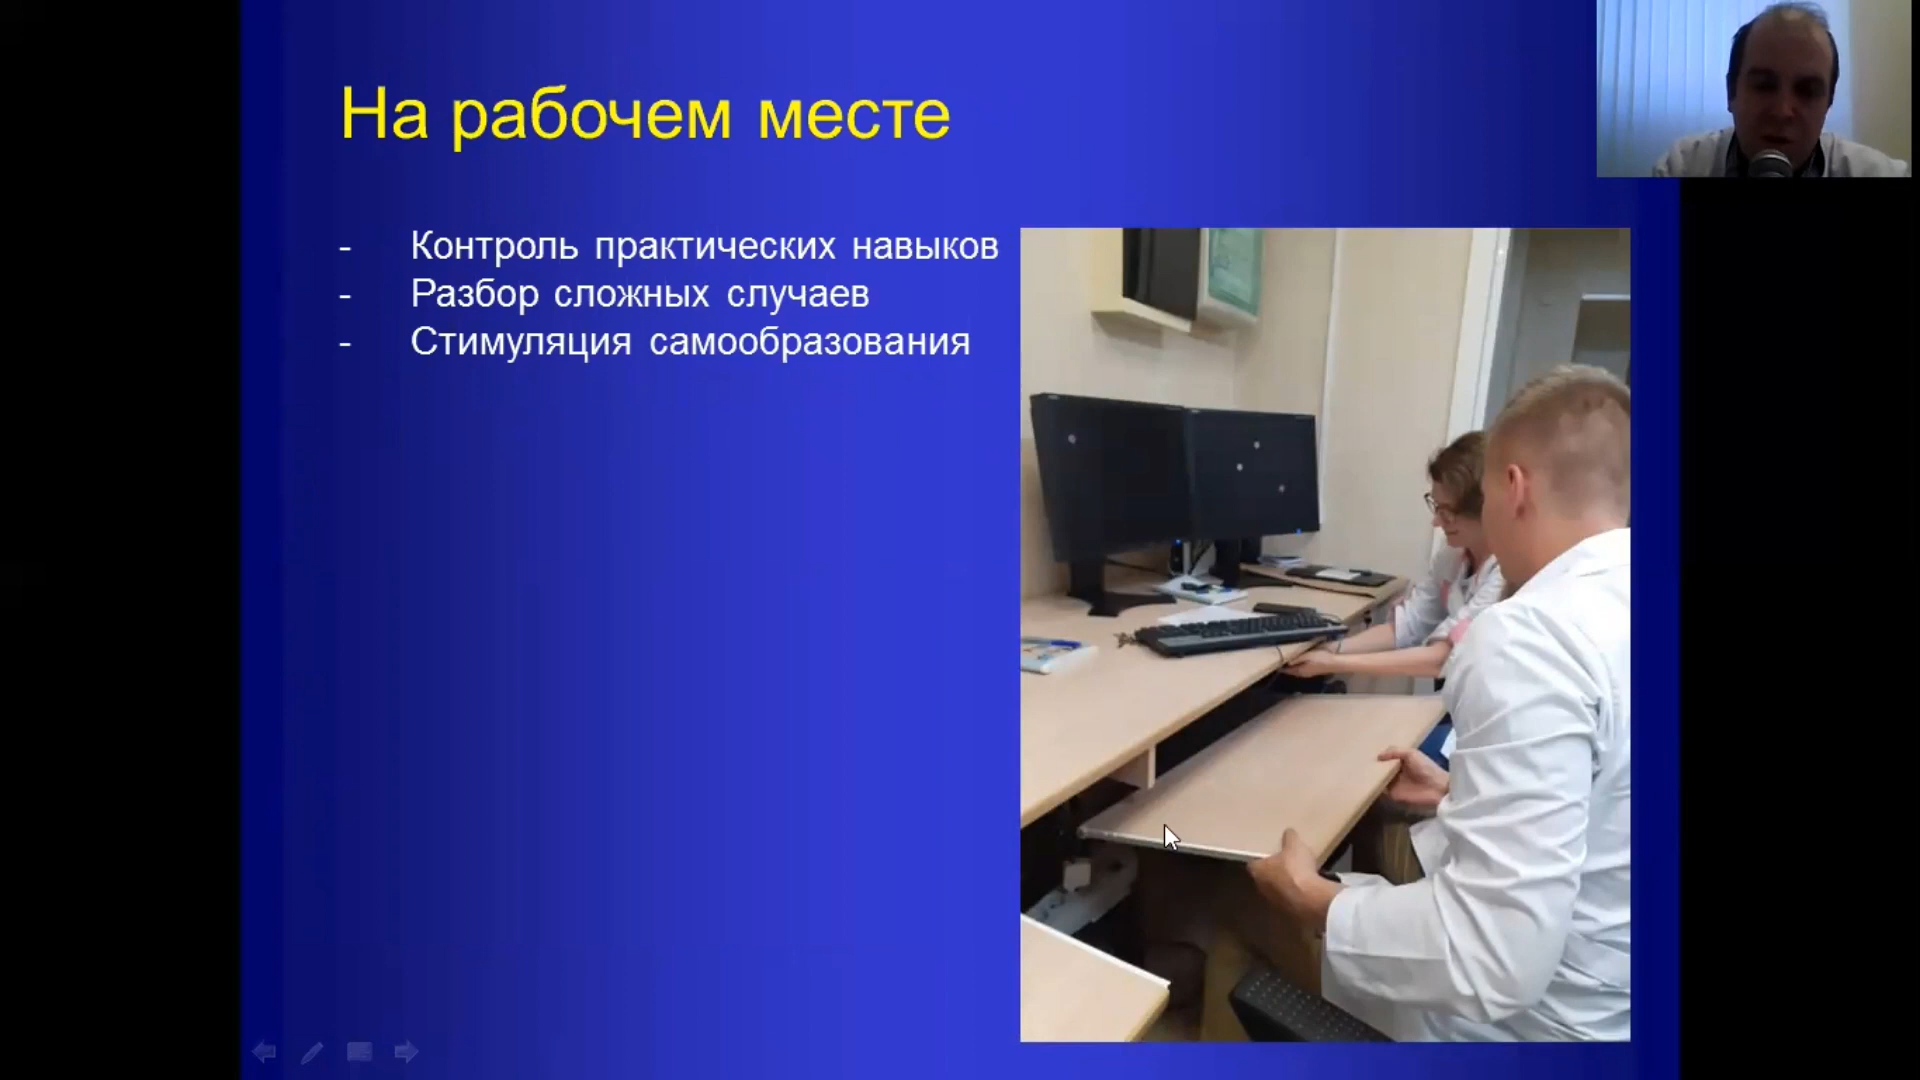 На рабочем месте
- Контроль практических навыков
- Разбор сложных случаев
- Стимуляция самообразования